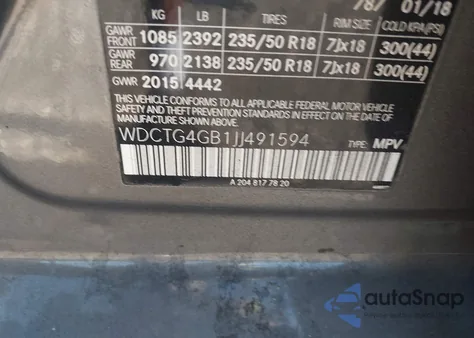 787 01/18
KG LB TIRES RIM SIZE COLD KPA(PSI)
GAWR FRONT 1085 2392 235/50 R18 7Jx18 300(44)
GAWR REAR 970 2138 235/50 R18 7Jx18 300(44)
GVWR 2015 4442
THIS VEHICLE CONFORMS TO ALL APPLICABLE FEDERAL MOTOR VEHICLE
SAFETY AND THEFT PREVENTION STANDARDS IN EFFECT ON THE DATE OF
MANUFACTURE SHOWN ABOVE.
WDCTG4GB1JJ491594 TYPE: MPV
A 204 817 78 20
autoSnap